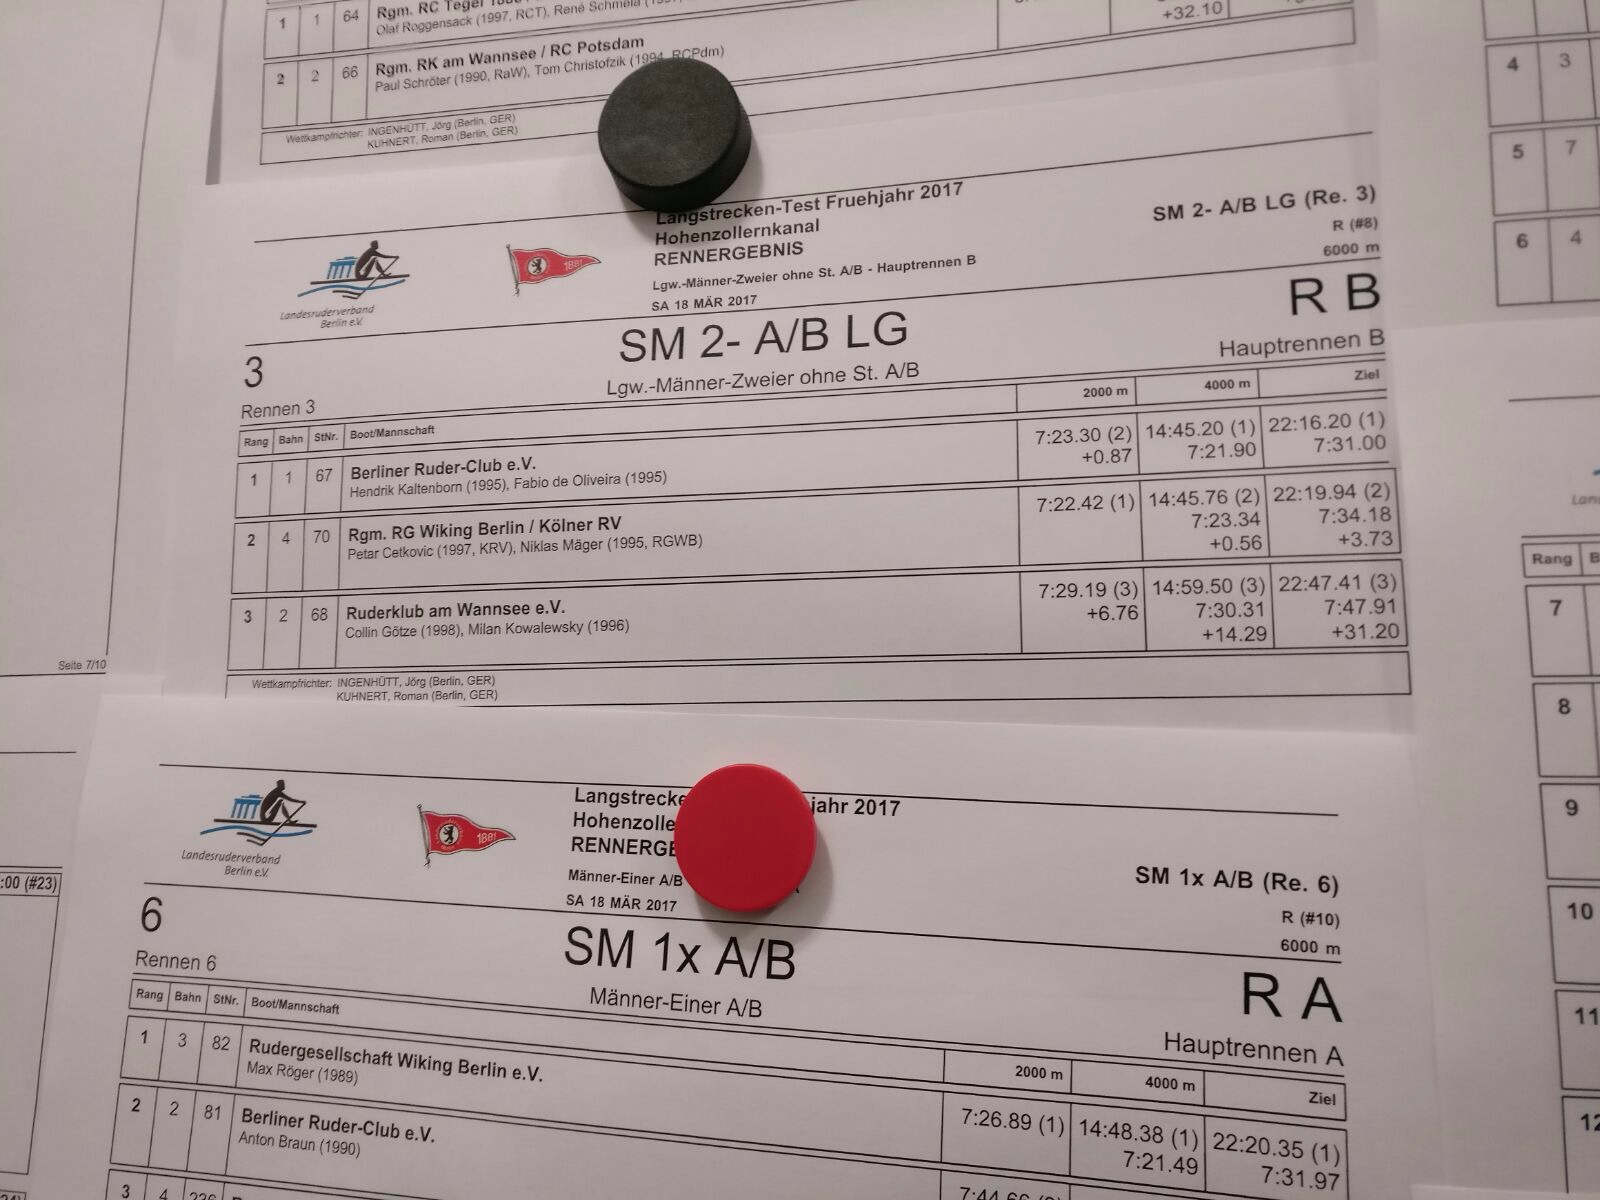 1 1 64 Rgm. RC Tegel
Olaf Roggensack (1997, RCT), René Schmela
+32.10
2 2 66 Rgm. RK am Wannsee / RC Potsdam
Paul Schröter (1990, RaW), Tom Christofzik (1994, RCPdm)
Wettkampfrichter: INGENHÜTT, Jörg (Berlin, GER)
KUHNERT, Roman (Berlin, GER)
Langstrecken-Test Fruehjahr 2017
Hohenzollernkanal
RENNERGEBNIS
Lgw.-Männer-Zweier ohne St. A/B - Hauptrennen B
SA 18 MÄR 2017
SM 2- A/B LG (Re. 3)
R (#8)
6000 m
Landesruderverband
Berlin e.V.
1881
3
SM 2- A/B LG
R B
Rennen 3
Lgw.-Männer-Zweier ohne St. A/B
Hauptrennen B
Rang Bahn StNr. Boot/Mannschaft 2000 m 4000 m Ziel
1 1 67 Berliner Ruder-Club e.V. 7:23.30 (2) 14:45.20 (1) 22:16.20 (1)
Hendrik Kaltenborn (1995), Fabio de Oliveira (1995) +0.87 7:21.90 7:31.00
2 4 70 Rgm. RG Wiking Berlin / Kölner RV 7:22.42 (1) 14:45.76 (2) 22:19.94 (2)
Petar Cetkovic (1997, KRV), Niklas Mäger (1995, RGWB) 7:23.34 7:34.18
+0.56 +3.73
3 2 68 Ruderklub am Wannsee e.V. 7:29.19 (3) 14:59.50 (3) 22:47.41 (3)
Collin Götze (1998), Milan Kowalewsky (1996) +6.76 7:30.31 7:47.91
+14.29 +31.20
Wettkampfrichter: INGENHÜTT, Jörg (Berlin, GER)
KUHNERT, Roman (Berlin, GER)
Langstrecke jahr 2017
Hohenzolle
RENNERGE
Männer-Einer A/B
SA 18 MÄR 2017
SM 1x A/B (Re. 6)
R (#10)
6000 m
Landesruderverband
Berlin e.V.
1881
6
SM 1x A/B
R A
Rennen 6
Männer-Einer A/B
Hauptrennen A
Rang Bahn StNr. Boot/Mannschaft 2000 m 4000 m Ziel
1 3 82 Rudergesellschaft Wiking Berlin e.V. 7:26.89 (1) 14:48.38 (1) 22:20.35 (1)
Max Röger (1989) 7:21.49 7:31.97
2 2 81 Berliner Ruder-Club e.V.
Anton Braun (1990)
3 4
Seite 7/10
:00 (#23)
4 3
5 7
6 4
Rang B
7
8
9
10
11
12